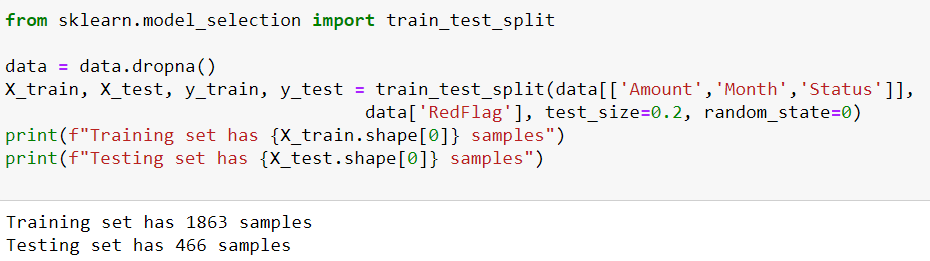 from sklearn.model_selection import train_test_split
data = data.dropna()
X_train, X_test, y_train, y_test = train_test_split(data[['Amount','Month','Status']],
data['RedFlag'], test_size=0.2, random_state=0)
print(f"Training set has {X_train.shape[0]} samples")
print(f"Testing set has {X_test.shape[0]} samples")
Training set has 1863 samples
Testing set has 466 samples